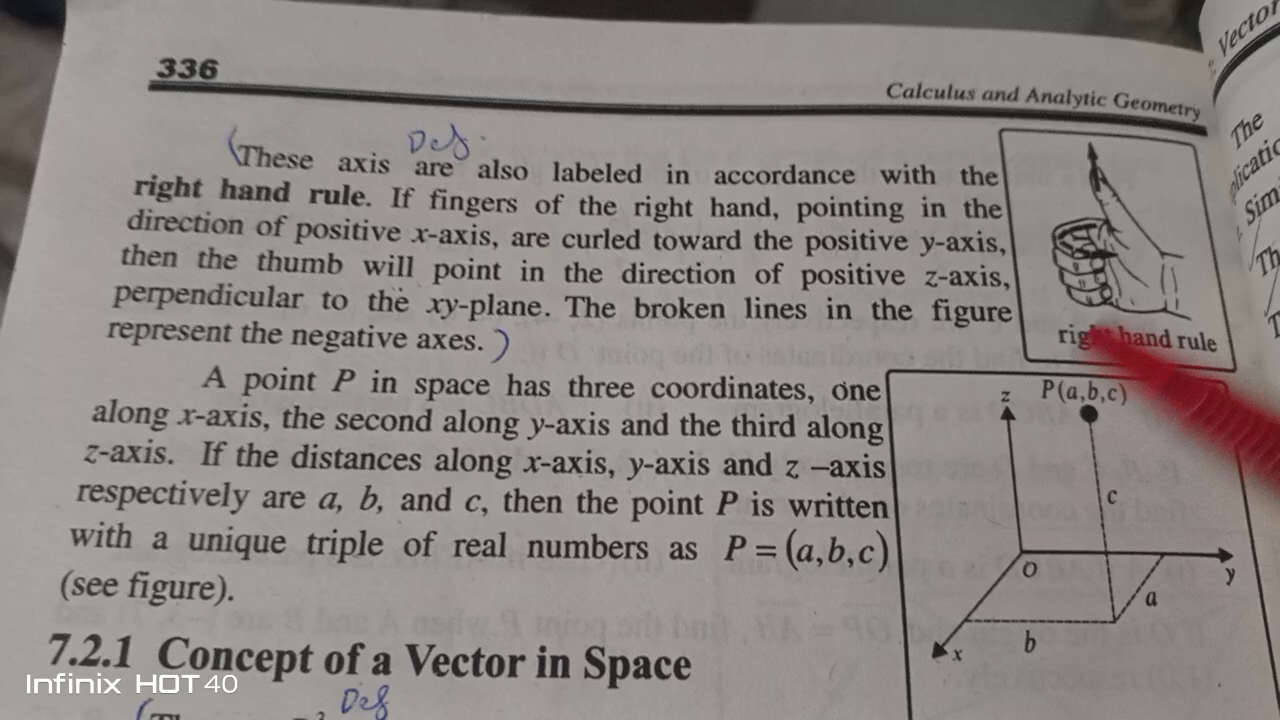 336
Calculus and Analytic Geometry
Def
(These axis are also labeled in accordance with the
right hand rule. If fingers of the right hand, pointing in the
direction of positive x-axis, are curled toward the positive y-axis,
then the thumb will point in the direction of positive z-axis,
perpendicular to the xy-plane. The broken lines in the figure
represent the negative axes.)
right hand rule
A point P in space has three coordinates, one
along x-axis, the second along y-axis and the third along
z-axis. If the distances along x-axis, y-axis and z –axis
respectively are a, b, and c, then the point P is written
with a unique triple of real numbers as P = (a,b,c)
(see figure).
z
P(a,b,c)
c
O
y
a
b
x
7.2.1 Concept of a Vector in Space
Def
Infinix HOT 40
Vector
The
Sim
Th